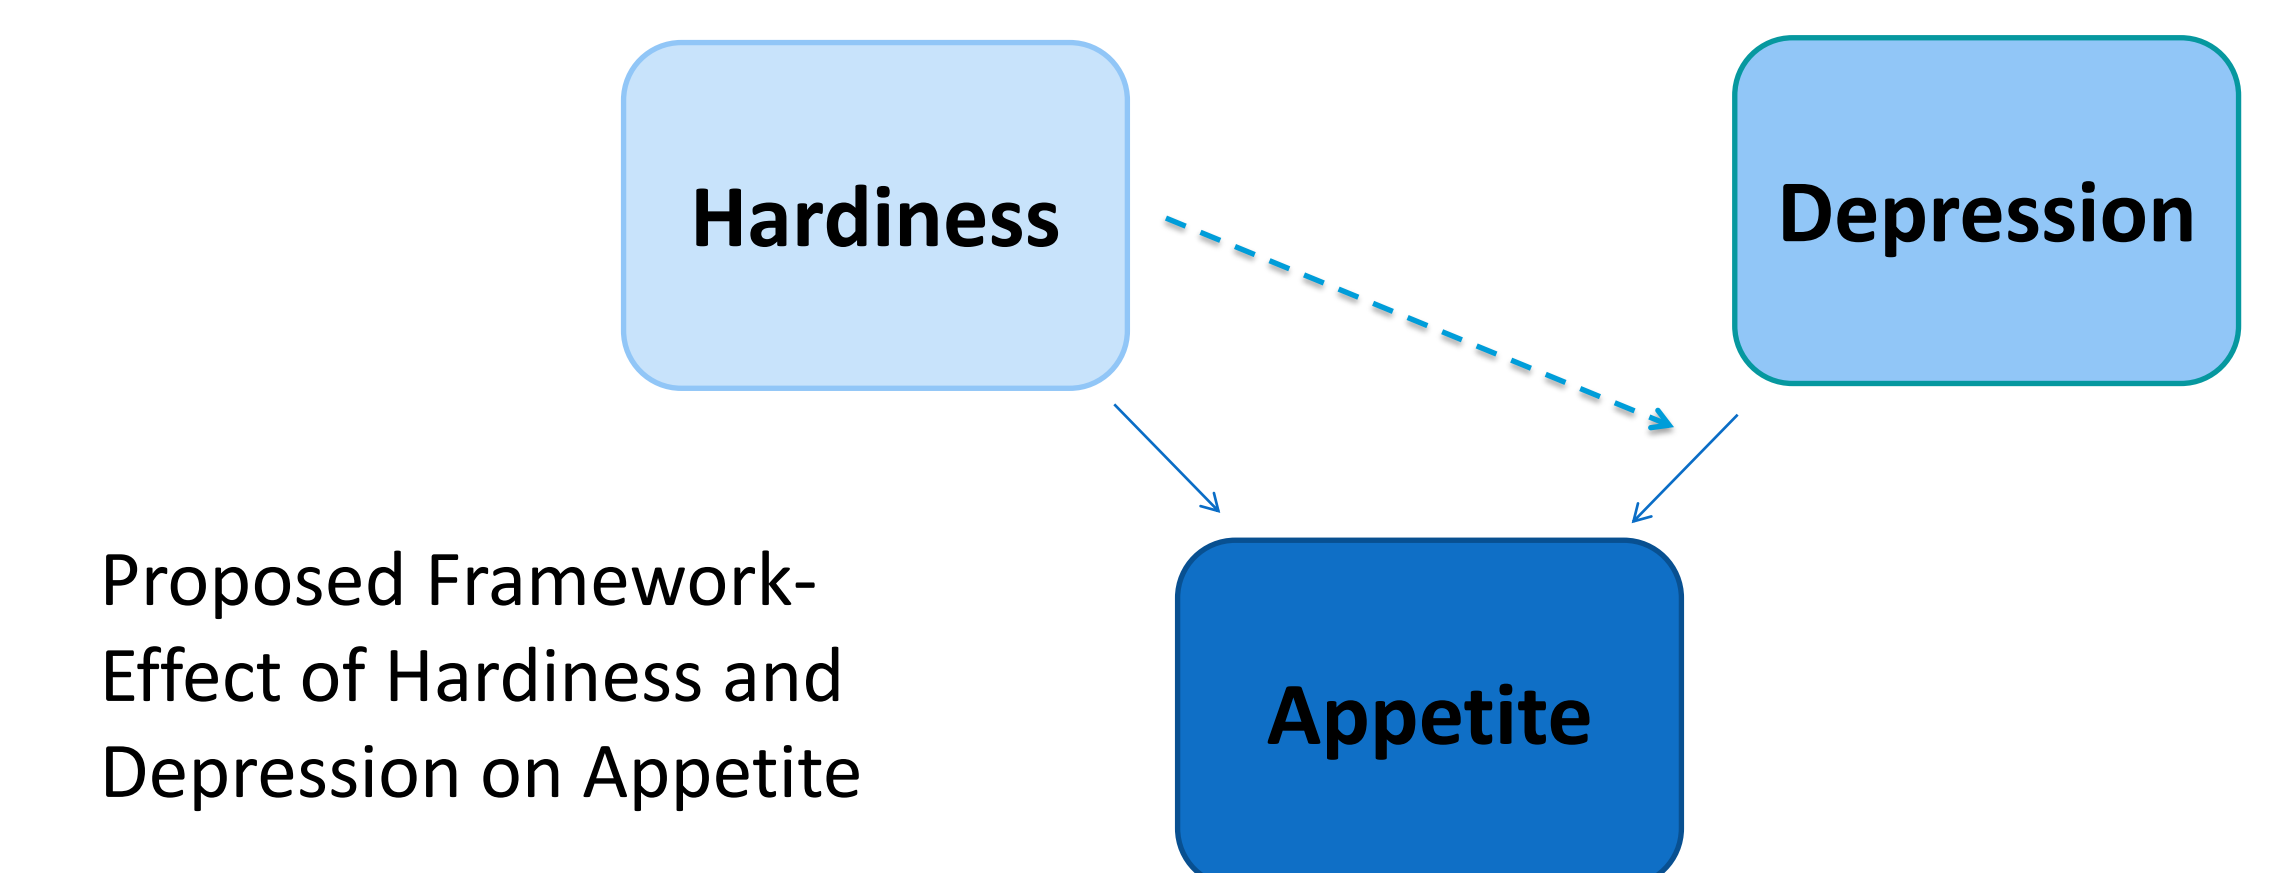 Hardiness
Depression
Proposed Framework-
Effect of Hardiness and
Depression on Appetite
Appetite